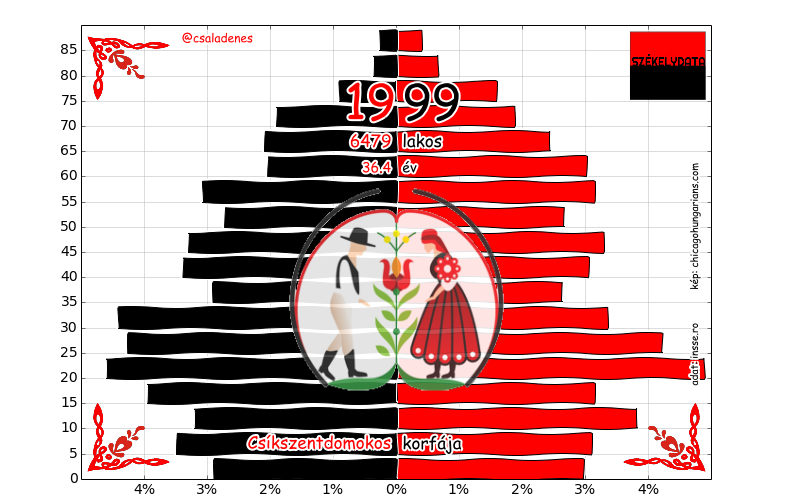 @csaladenes
SZÉKELYDATA
1999
6479 lakos
36.4 év
kép: chicagohungarians.com
adat: insse.ro
Csíkszentdomokos korfája
85
80
75
70
65
60
55
50
45
40
35
30
25
20
15
10
5
0
4% 3% 2% 1% 0% 1% 2% 3% 4%